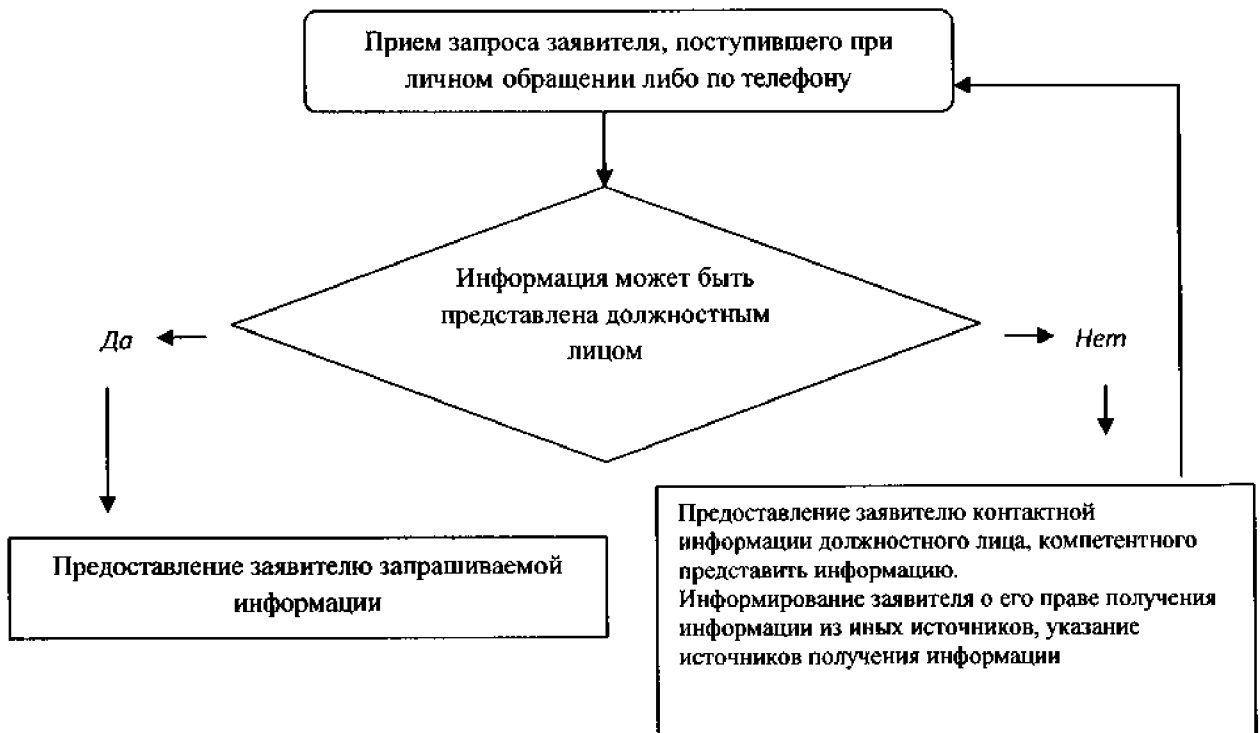 Прием запроса заявителя, поступившего при
личном обращении либо по телефону
Информация может быть
представлена должностным
лицом
Да
Нет
Предоставление заявителю запрашиваемой
информации
Предоставление заявителю контактной
информации должностного лица, компетентного
представить информацию.
Информирование заявителя о его праве получения
информации из иных источников, указание
источников получения информации